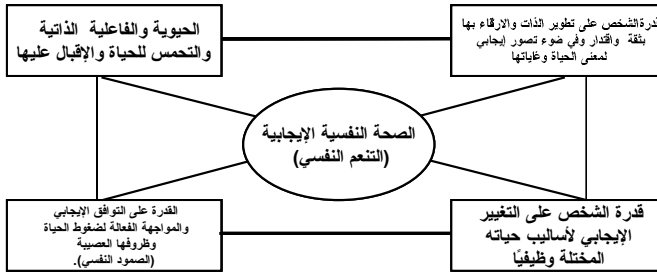 قدرة الشخص على تطوير الذات والارتقاء بها
بثقة واقتدار وفي ضوء تصور إيجابي
لمعنى الحياة وغاياتها
الحيوية والفاعلية الذاتية
والتحمس للحياة والإقبال عليها
الصحة النفسية الإيجابية
(التنعم النفسي)
قدرة الشخص على التغيير
الإيجابي لأساليب حياته
المختلة وظيفيًا
القدرة على التوافق الإيجابي
والمواجهة الفعالة لضغوط الحياة
وظروفها العصيبة
(الصمود النفسي).